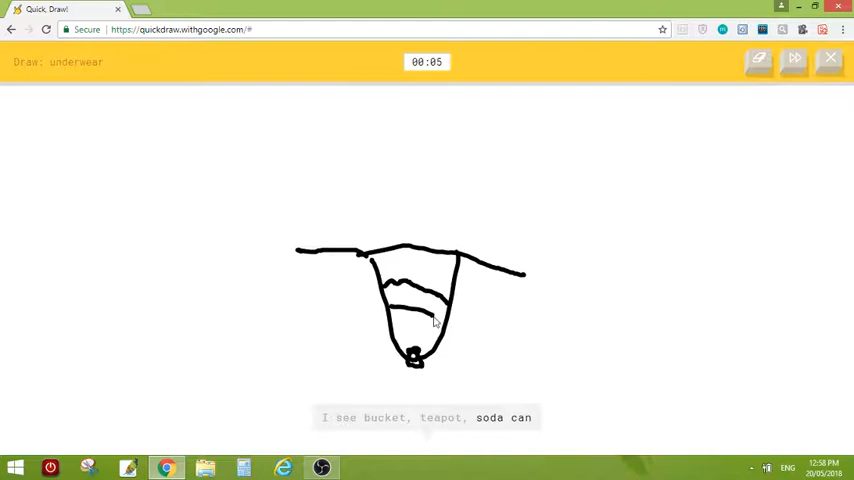 Quick, Draw!
Secure
https://quickdraw.withgoogle.com/#
Draw: underwear
00:05
I see bucket, teapot, soda can
ENG
12:58 PM
20/05/2018